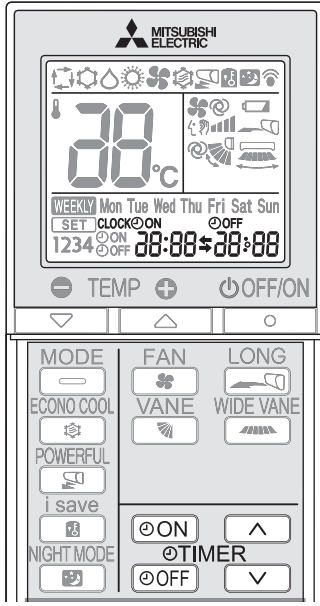 MITSUBISHI
ELECTRIC
88°C
WEEKLY Mon Tue Wed Thu Fri Sat Sun
SET CLOCK ON OFF
1234 ON OFF 88:88 88:88
TEMP OFF/ON
MODE FAN LONG
ECONO COOL VANE WIDE VANE
POWERFUL
i save
ON
NIGHT MODE TIMER
OFF